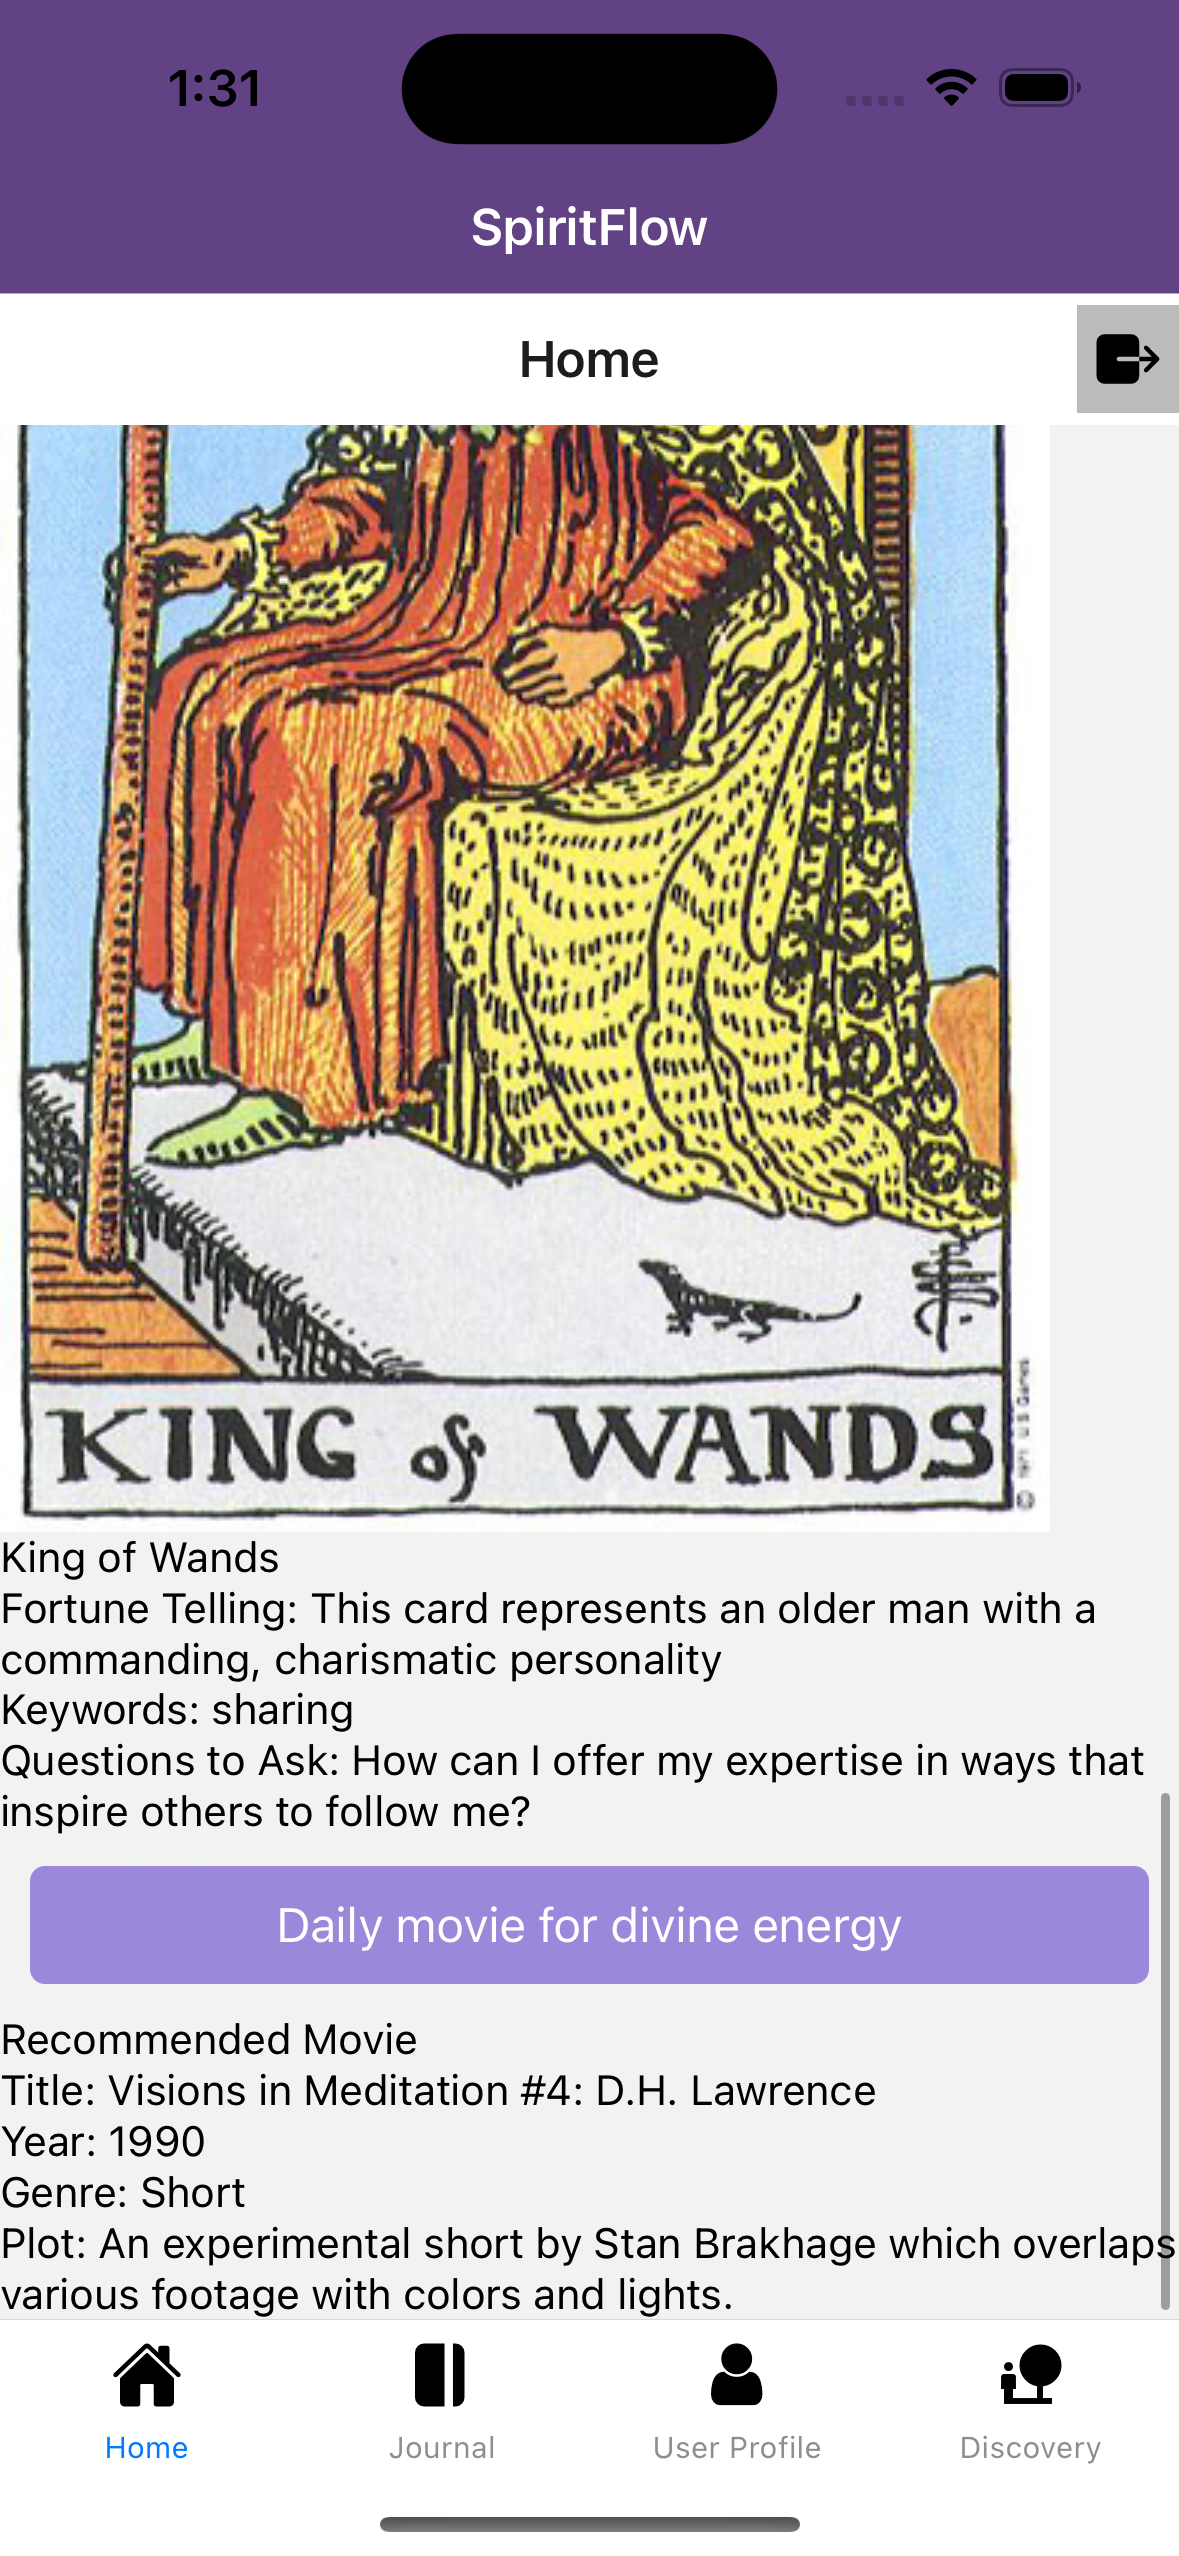 1:31
SpiritFlow
Home
KING of WANDS
© 1971 U S Games
King of Wands
Fortune Telling: This card represents an older man with a
commanding, charismatic personality
Keywords: sharing
Questions to Ask: How can I offer my expertise in ways that
inspire others to follow me?
Daily movie for divine energy
Recommended Movie
Title: Visions in Meditation #4: D.H. Lawrence
Year: 1990
Genre: Short
Plot: An experimental short by Stan Brakhage which overlaps
various footage with colors and lights.
Home
Journal
User Profile
Discovery